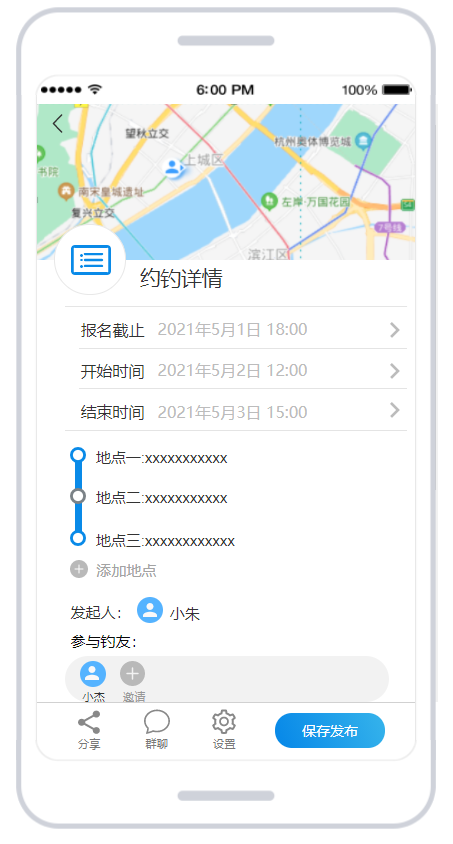 6:00 PM 100%
望秋立交
上城区
杭州奥体博览城
书院
南宋皇城遗址
左岸·万国花园
复兴立交
7号线
滨江区
约钓详情
报名截止 2021年5月1日 18:00
开始时间 2021年5月2日 12:00
结束时间 2021年5月3日 15:00
地点一:xxxxxxxxxxx
地点二:xxxxxxxxxxx
地点三:xxxxxxxxxxxx
添加地点
发起人： 小朱
参与钓友：
小杰 邀请
分享 群聊 设置 保存发布